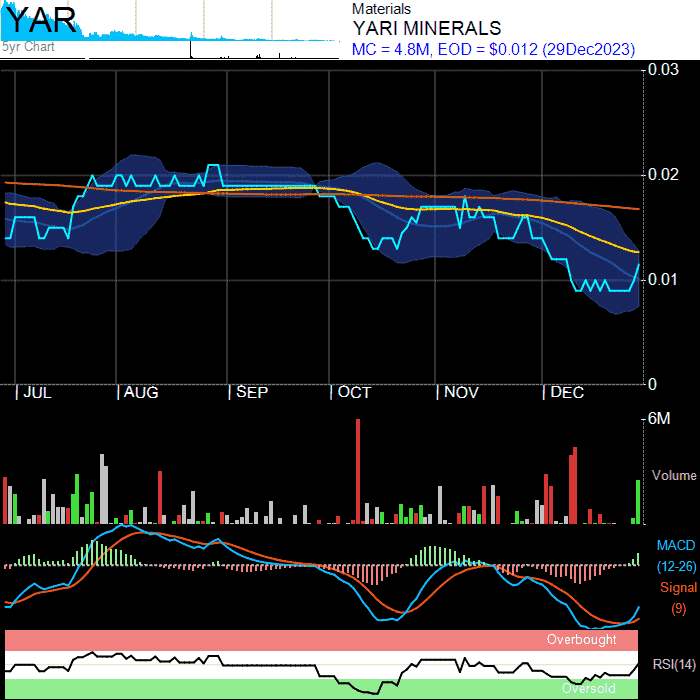 YAR
5yr Chart
Materials
YARI MINERALS
MC = 4.8M, EOD = $0.012 (29Dec2023)
0.03
0.02
0.01
0
JUL
AUG
SEP
OCT
NOV
DEC
6M
Volume
MACD
(12-26)
Signal
(9)
Overbought
RSI(14)
Oversold